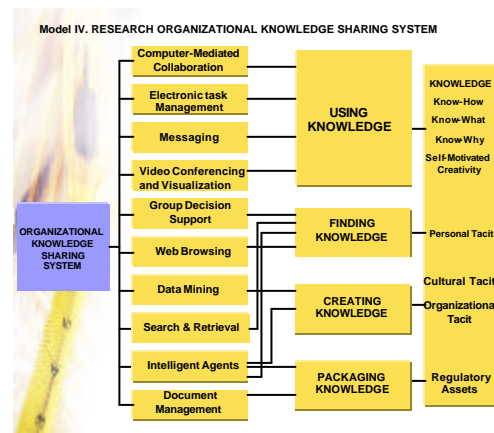 Model IV. RESEARCH ORGANIZATIONAL KNOWLEDGE SHARING SYSTEM
ORGANIZATIONAL
KNOWLEDGE
SHARING
SYSTEM
Computer-Mediated
Collaboration
Electronic task
Management
Messaging
Video Conferencing
and Visualization
Group Decision
Support
Web Browsing
Data Mining
Search & Retrieval
Intelligent Agents
Document
Management
USING
KNOWLEDGE
FINDING
KNOWLEDGE
CREATING
KNOWLEDGE
PACKAGING
KNOWLEDGE
KNOWLEDGE
Know-How
Know-What
Know-Why
Self-Motivated
Creativity
Personal Tacit
Cultural Tacit
Organizational
Tacit
Regulatory
Assets